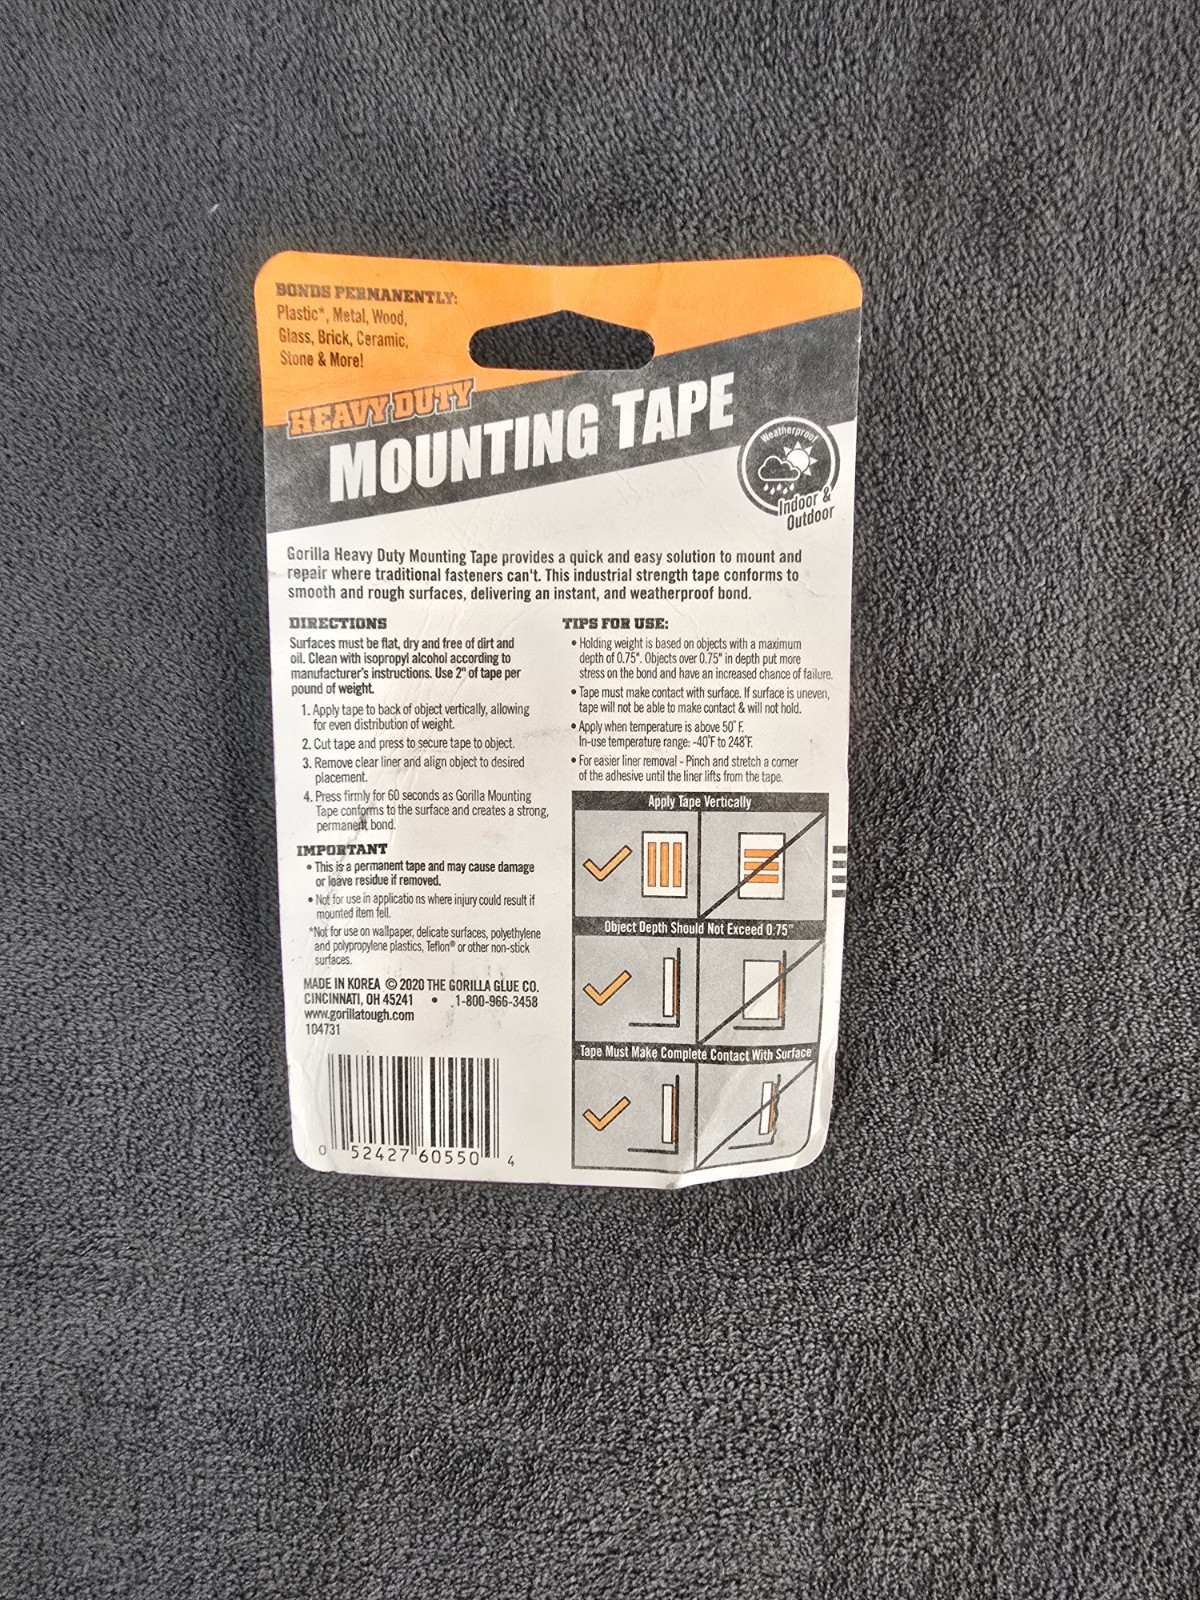 BONDS PERMANENTLY:
Plastic*, Metal, Wood,
Glass, Brick, Ceramic,
Stone & More!
HEAVY DUTY
MOUNTING TAPE
Weatherproof
Indoor &
Outdoor
Gorilla Heavy Duty Mounting Tape provides a quick and easy solution to mount and
repair where traditional fasteners can't. This industrial strength tape conforms to
smooth and rough surfaces, delivering an instant, and weatherproof bond.
DIRECTIONS
Surfaces must be flat, dry and free of dirt and
oil. Clean with isopropyl alcohol according to
manufacturer's instructions. Use 2" of tape per
pound of weight.
1. Apply tape to back of object vertically, allowing
for even distribution of weight.
2. Cut tape and press to secure tape to object.
3. Remove clear liner and align object to desired
placement.
4. Press firmly for 60 seconds as Gorilla Mounting
Tape conforms to the surface and creates a strong,
permanent bond.
IMPORTANT
• This is a permanent tape and may cause damage
or leave residue if removed.
• Not for use in applicatio ns where injury could result if
mounted item fell.
*Not for use on wallpaper, delicate surfaces, polyethylene
and polypropylene plastics, Teflon® or other non-stick
surfaces.
MADE IN KOREA © 2020 THE GORILLA GLUE CO.
CINCINNATI, OH 45241 • 1-800-966-3458
www.gorillatough.com
104731
0 52427 60550 4
TIPS FOR USE:
• Holding weight is based on objects with a maximum
depth of 0.75". Objects over 0.75" in depth put more
stress on the bond and have an increased chance of failure.
• Tape must make contact with surface. If surface is uneven,
tape will not be able to make contact & will not hold.
• Apply when temperature is above 50˚F.
In-use temperature range: -40˚F to 248˚F.
• For easier liner removal - Pinch and stretch a corner
of the adhesive until the liner lifts from the tape.
Apply Tape Vertically
Object Depth Should Not Exceed 0.75"
Tape Must Make Complete Contact With Surface